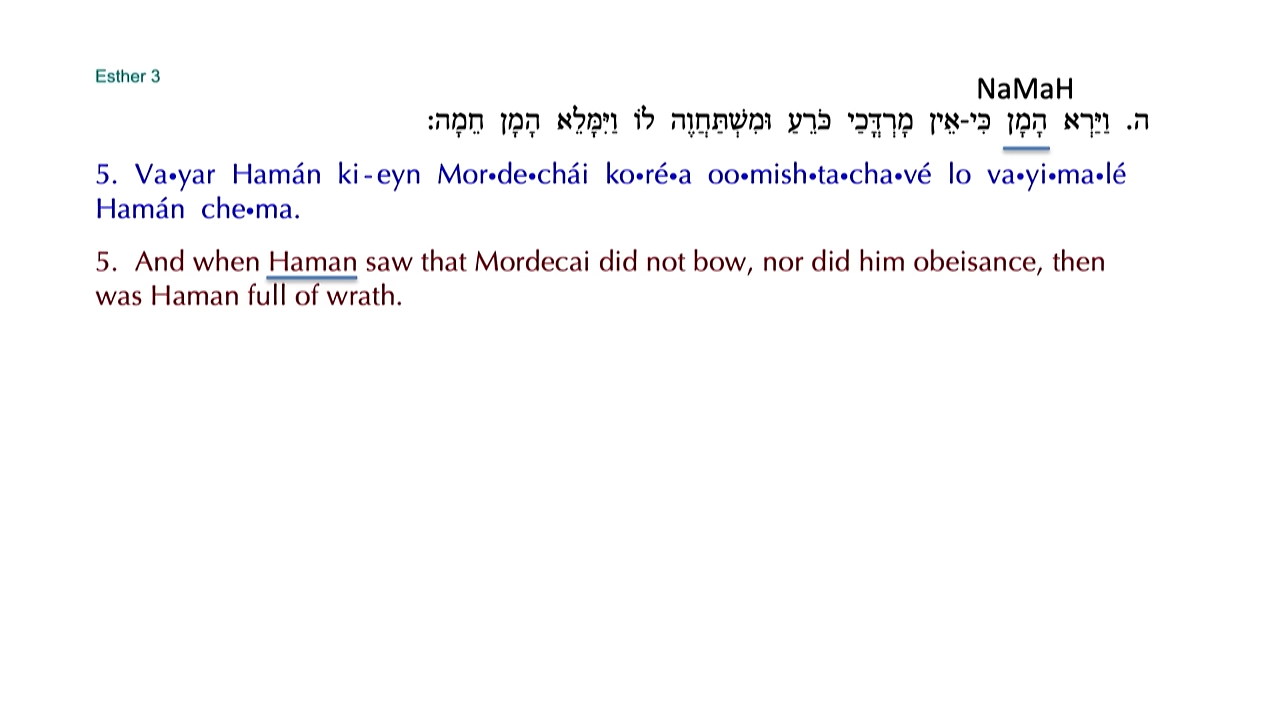 Esther 3
NaMaH
ה. וַיַּרְא הָמָן כִּי-אֵין מָרְדֳּכַי כֹּרֵעַ וּמִשְׁתַּחֲוֶה לוֹ וַיִּמָּלֵא הָמָן חֵמָה:
5. Va•yar Hamán ki-eyn Mor•de•chái ko•ré•a oo•mish•ta•cha•vé lo va•yi•ma•lé
Hamán che•ma.
5. And when Haman saw that Mordecai did not bow, nor did him obeisance, then
was Haman full of wrath.